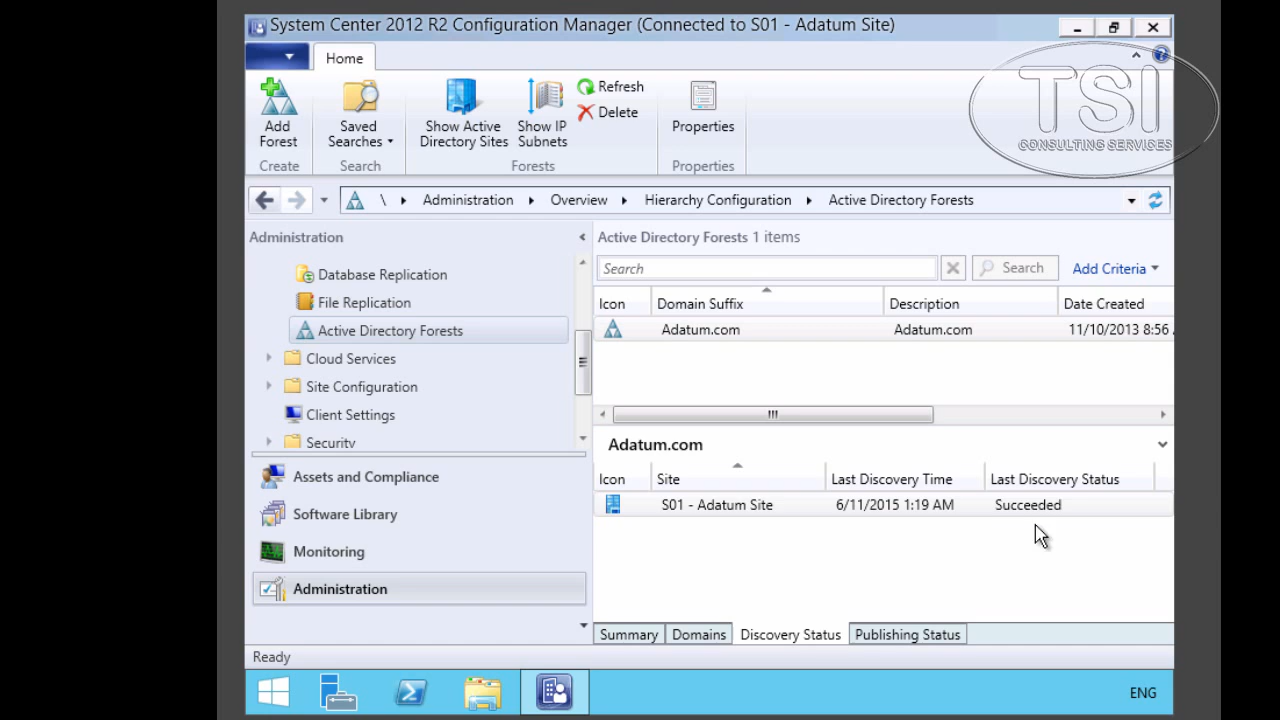 System Center 2012 R2 Configuration Manager (Connected to S01 - Adatum Site)
Home
TSI
CONSULTING SERVICES
Add Forest
Saved Searches
Show Active Directory Sites
Show IP Subnets
Refresh
Delete
Properties
Create
Search
Forests
Properties
\ Administration Overview Hierarchy Configuration Active Directory Forests
Administration
Database Replication
File Replication
Active Directory Forests
Cloud Services
Site Configuration
Client Settings
Security
Assets and Compliance
Software Library
Monitoring
Administration
Active Directory Forests 1 items
Search
Search
Add Criteria
Icon Domain Suffix Description Date Created
Adatum.com Adatum.com 11/10/2013 8:56
Adatum.com
Icon Site Last Discovery Time Last Discovery Status
S01 - Adatum Site 6/11/2015 1:19 AM Succeeded
Summary Domains Discovery Status Publishing Status
Ready
ENG